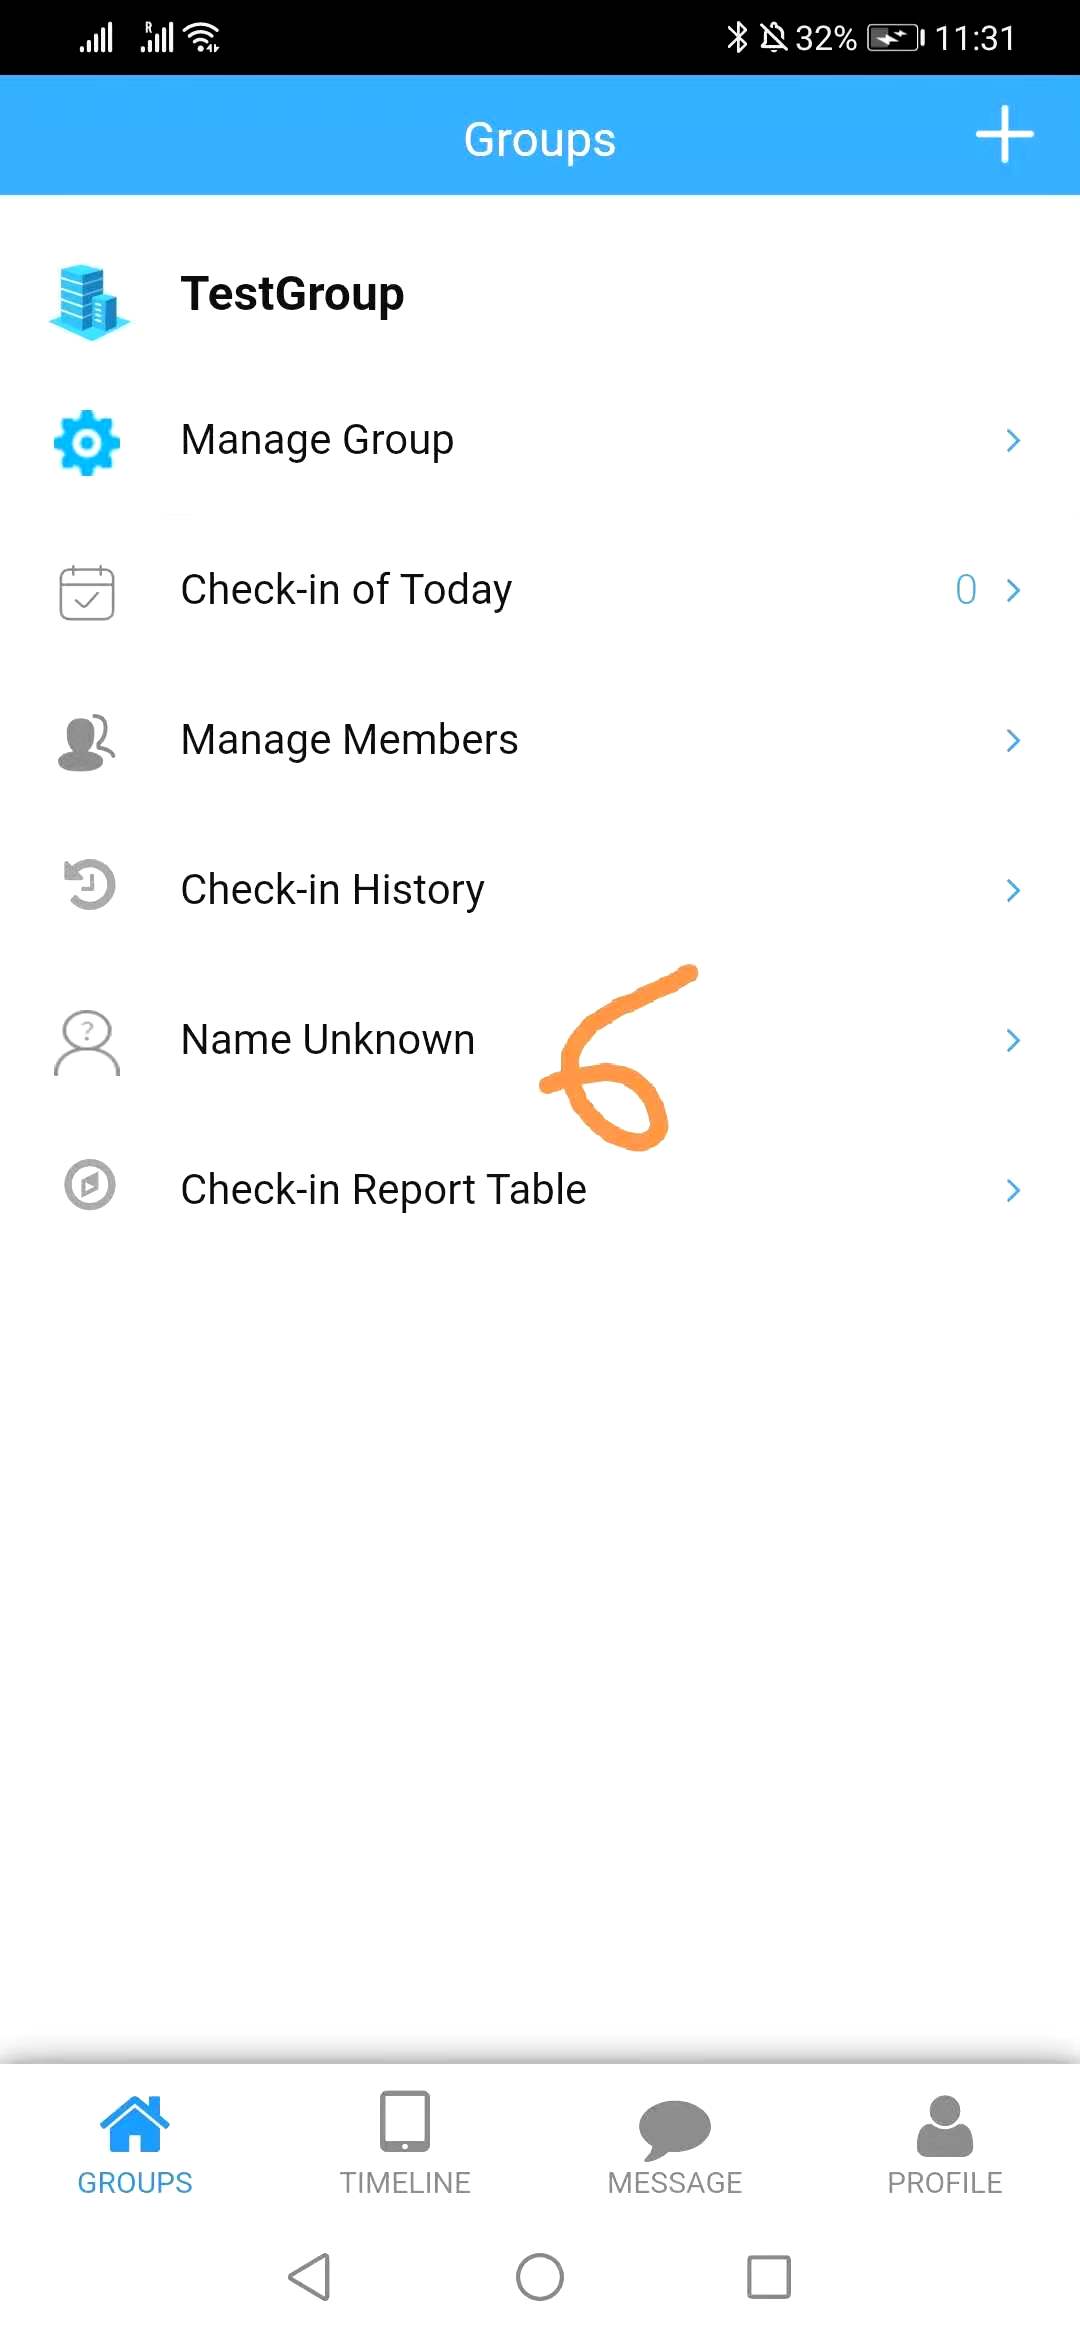 R 32% 11:31
Groups
TestGroup
Manage Group
Check-in of Today 0
Manage Members
Check-in History
Name Unknown 6
Check-in Report Table
GROUPS TIMELINE MESSAGE PROFILE